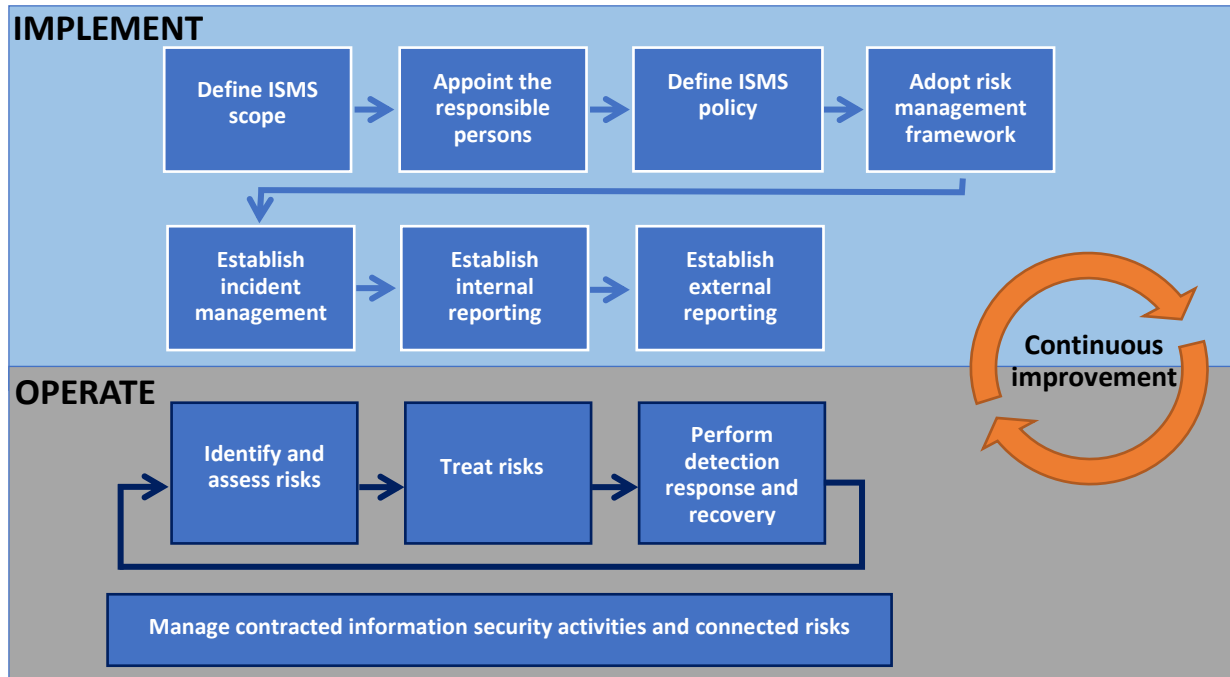 IMPLEMENT
Define ISMS
scope
Appoint the
responsible
persons
Define ISMS
policy
Adopt risk
management
framework
Establish
incident
management
Establish
internal
reporting
Establish
external
reporting
Continuous
improvement
OPERATE
Identify and
assess risks
Treat risks
Perform
detection
response and
recovery
Manage contracted information security activities and connected risks